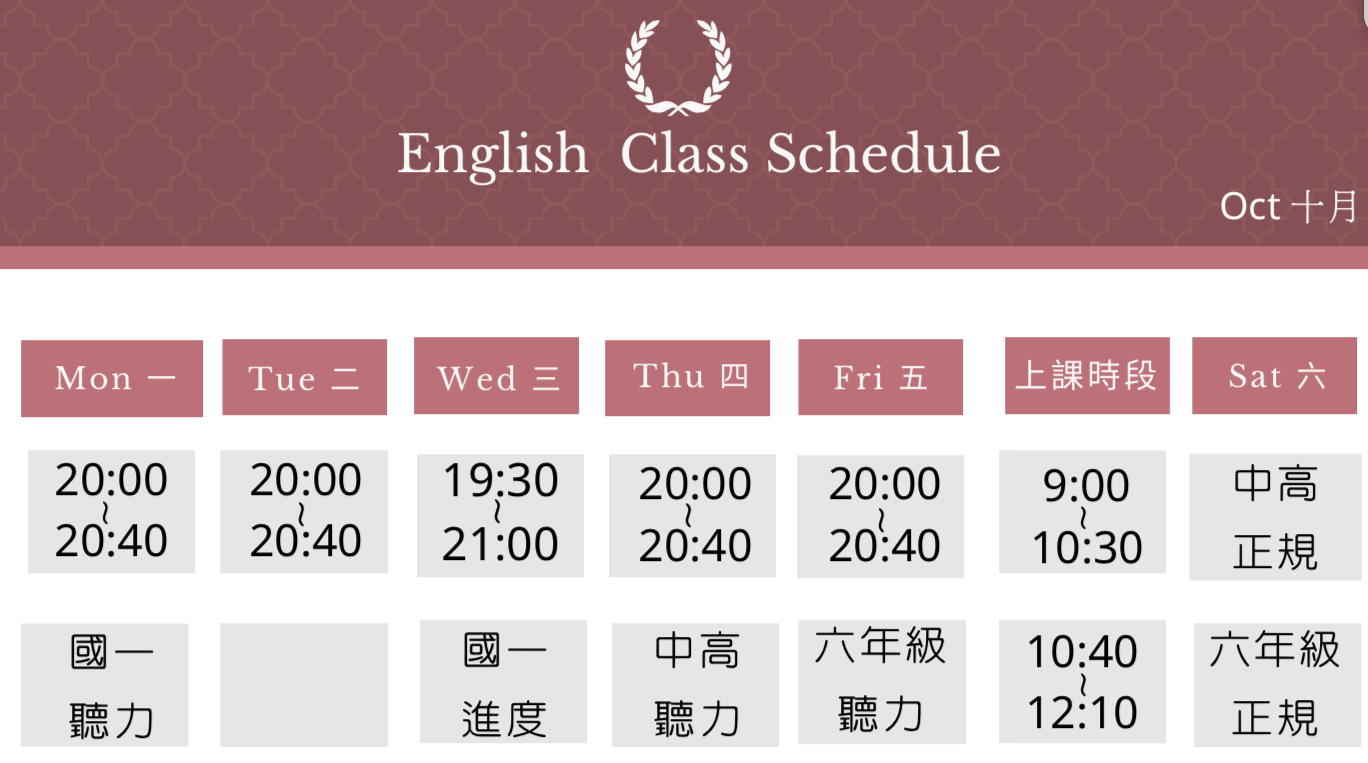 English Class Schedule
Oct 十月
Mon 一
Tue 二
Wed 三
Thu 四
Fri 五
上課時段
Sat 六
20:00
~
20:40
20:00
~
20:40
19:30
~
21:00
20:00
~
20:40
20:00
~
20:40
9:00
~
10:30
中高
正規
國一
聽力
國一
進度
中高
聽力
六年級
聽力
10:40
~
12:10
六年級
正規